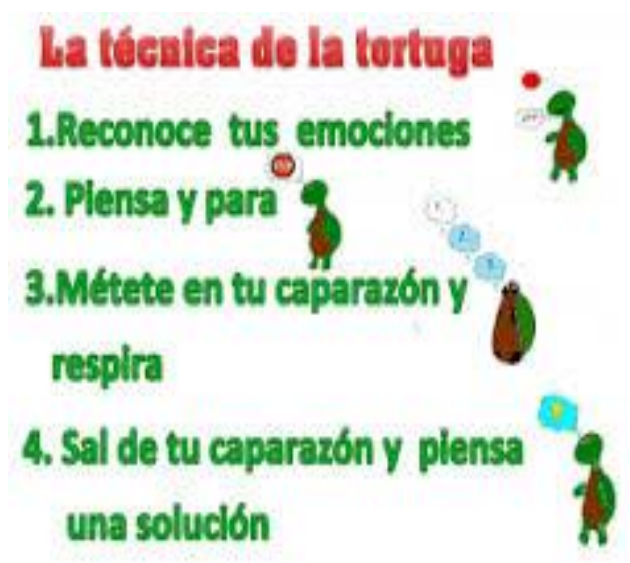 La técnica de la tortuga
1.Reconoce tus emociones
2. Piensa y para
3.Métete en tu caparazón y
respira
4. Sal de tu caparazón y piensa
una solución